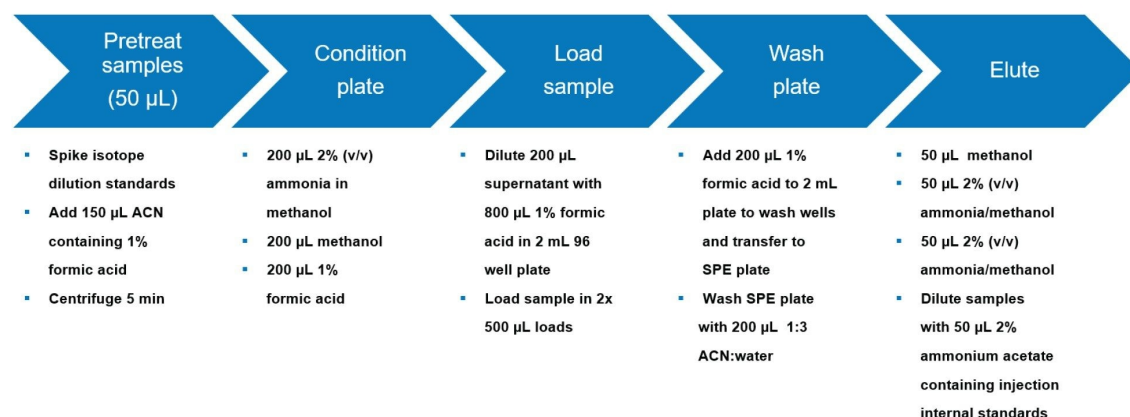 Pretreat
samples
(50 µL)
Condition
plate
Load
sample
Wash
plate
Elute
▪ Spike isotope
dilution standards
▪ Add 150 µL ACN
containing 1%
formic acid
▪ Centrifuge 5 min
▪ 200 µL 2% (v/v)
ammonia in
methanol
▪ 200 µL methanol
▪ 200 µL 1%
formic acid
▪ Dilute 200 µL
supernatant with
800 µL 1% formic
acid in 2 mL 96
well plate
▪ Load sample in 2x
500 µL loads
▪ Add 200 µL 1%
formic acid to 2 mL
plate to wash wells
and transfer to
SPE plate
▪ Wash SPE plate
with 200 µL 1:3
ACN:water
▪ 50 µL methanol
▪ 50 µL 2% (v/v)
ammonia/methanol
▪ 50 µL 2% (v/v)
ammonia/methanol
▪ Dilute samples
with 50 µL 2%
ammonium acetate
containing injection
internal standards